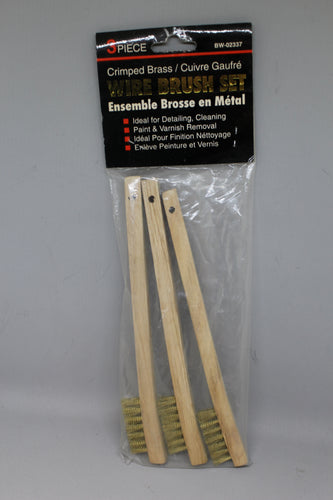 3 PIECE BW-02337
Crimped Brass / Cuivre Gaufré
WIRE BRUSH SET
Ensemble Brosse en Métal
Ideal for Detailing, Cleaning
Paint & Varnish Removal
Idéal Pour Finition Néttoyage
Enlève Peinture et Vernis